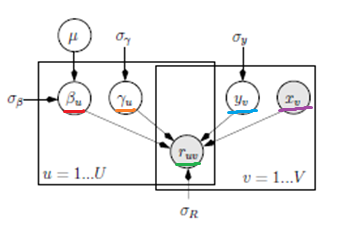 μ
σγ σy
σβ βu γu yv xv
ruv
u = 1...U v = 1...V
σR